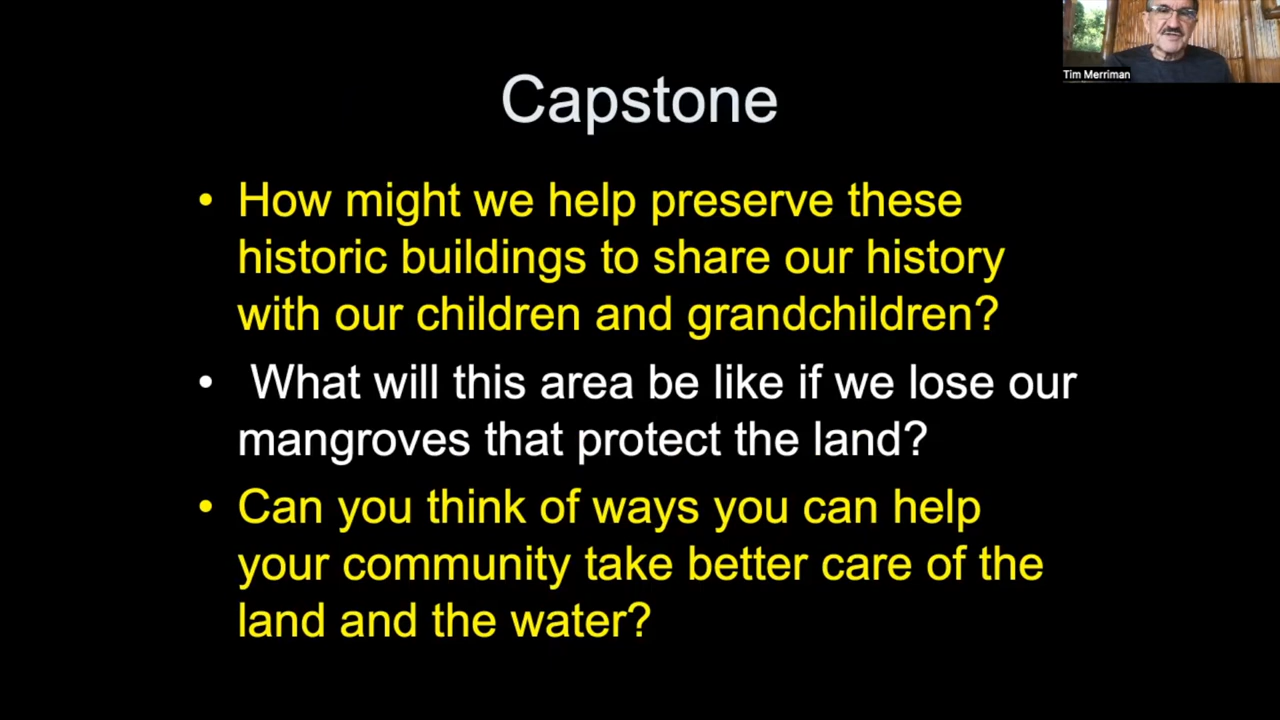 Tim Merriman
Capstone
• How might we help preserve these
historic buildings to share our history
with our children and grandchildren?
• What will this area be like if we lose our
mangroves that protect the land?
• Can you think of ways you can help
your community take better care of the
land and the water?